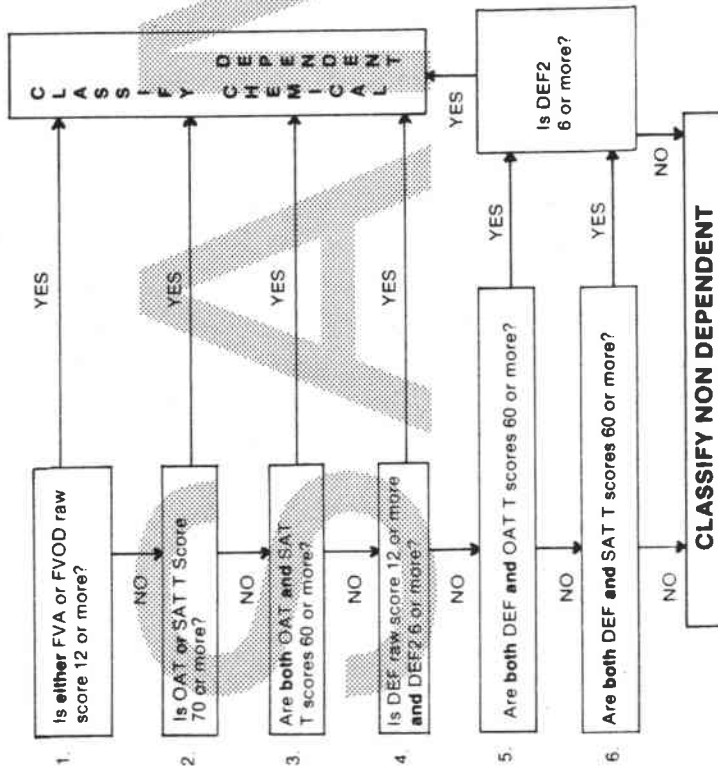 1.
Is either FVA or FVOD raw
score 12 or more?
YES
NO
2.
Is OAT or SAT T Score
70 or more?
YES
NO
3.
Are both OAT and SAT
T scores 60 or more?
YES
NO
4.
Is DEF raw score 12 or more
and DEF2 6 or more?
YES
NO
5.
Are both DEF and OAT T scores 60 or more?
YES
NO
6.
Are both DEF and SAT T scores 60 or more?
YES
NO
CLASSIFY
CHEMICAL
DEPENDENT
YES
Is DEF2
6 or more?
NO
CLASSIFY NON DEPENDENT
SA